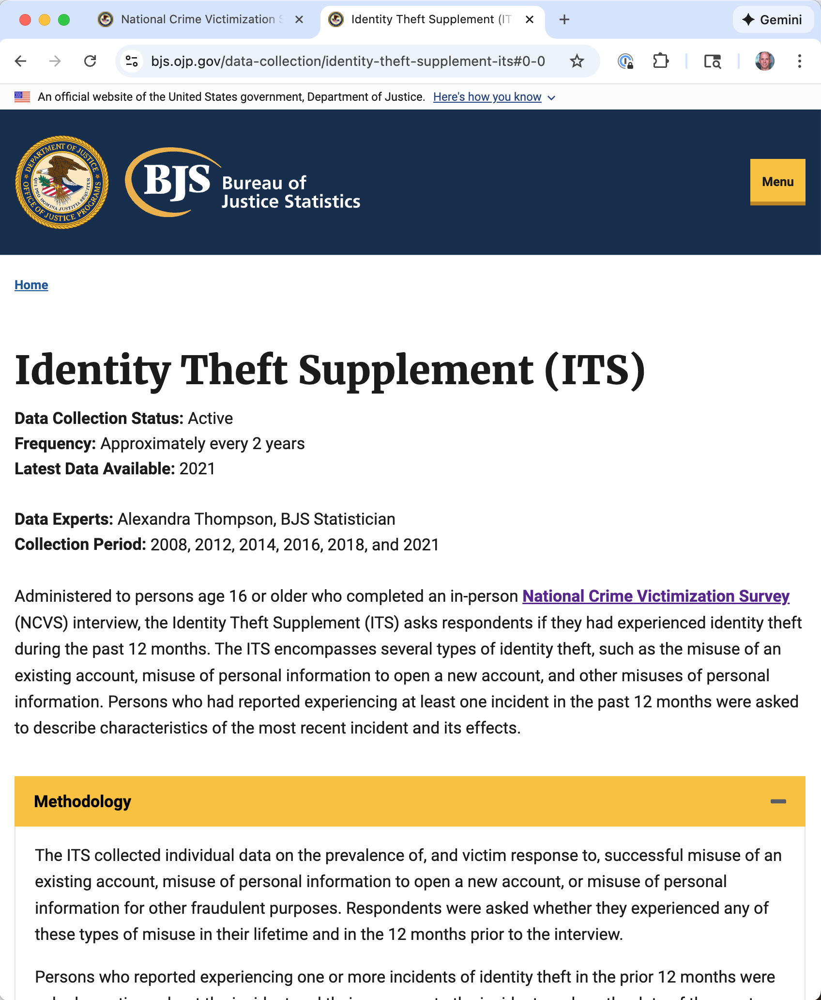 National Crime Victimization
Identity Theft Supplement (IT
Gemini
bjs.ojp.gov/data-collection/identity-theft-supplement-its#0-0
An official website of the United States government, Department of Justice. Here's how you know
DEPARTMENT OF JUSTICE
OFFICE OF JUSTICE PROGRAMS
QUI PRO DOMINA JUSTITIA SEQUITUR
BJS Bureau of
Justice Statistics
Menu
Home
Identity Theft Supplement (ITS)
Data Collection Status: Active
Frequency: Approximately every 2 years
Latest Data Available: 2021
Data Experts: Alexandra Thompson, BJS Statistician
Collection Period: 2008, 2012, 2014, 2016, 2018, and 2021
Administered to persons age 16 or older who completed an in-person National Crime Victimization Survey
(NCVS) interview, the Identity Theft Supplement (ITS) asks respondents if they had experienced identity theft
during the past 12 months. The ITS encompasses several types of identity theft, such as the misuse of an
existing account, misuse of personal information to open a new account, and other misuses of personal
information. Persons who had reported experiencing at least one incident in the past 12 months were asked
to describe characteristics of the most recent incident and its effects.
Methodology
The ITS collected individual data on the prevalence of, and victim response to, successful misuse of an
existing account, misuse of personal information to open a new account, or misuse of personal
information for other fraudulent purposes. Respondents were asked whether they experienced any of
these types of misuse in their lifetime and in the 12 months prior to the interview.
Persons who reported experiencing one or more incidents of identity theft in the prior 12 months were